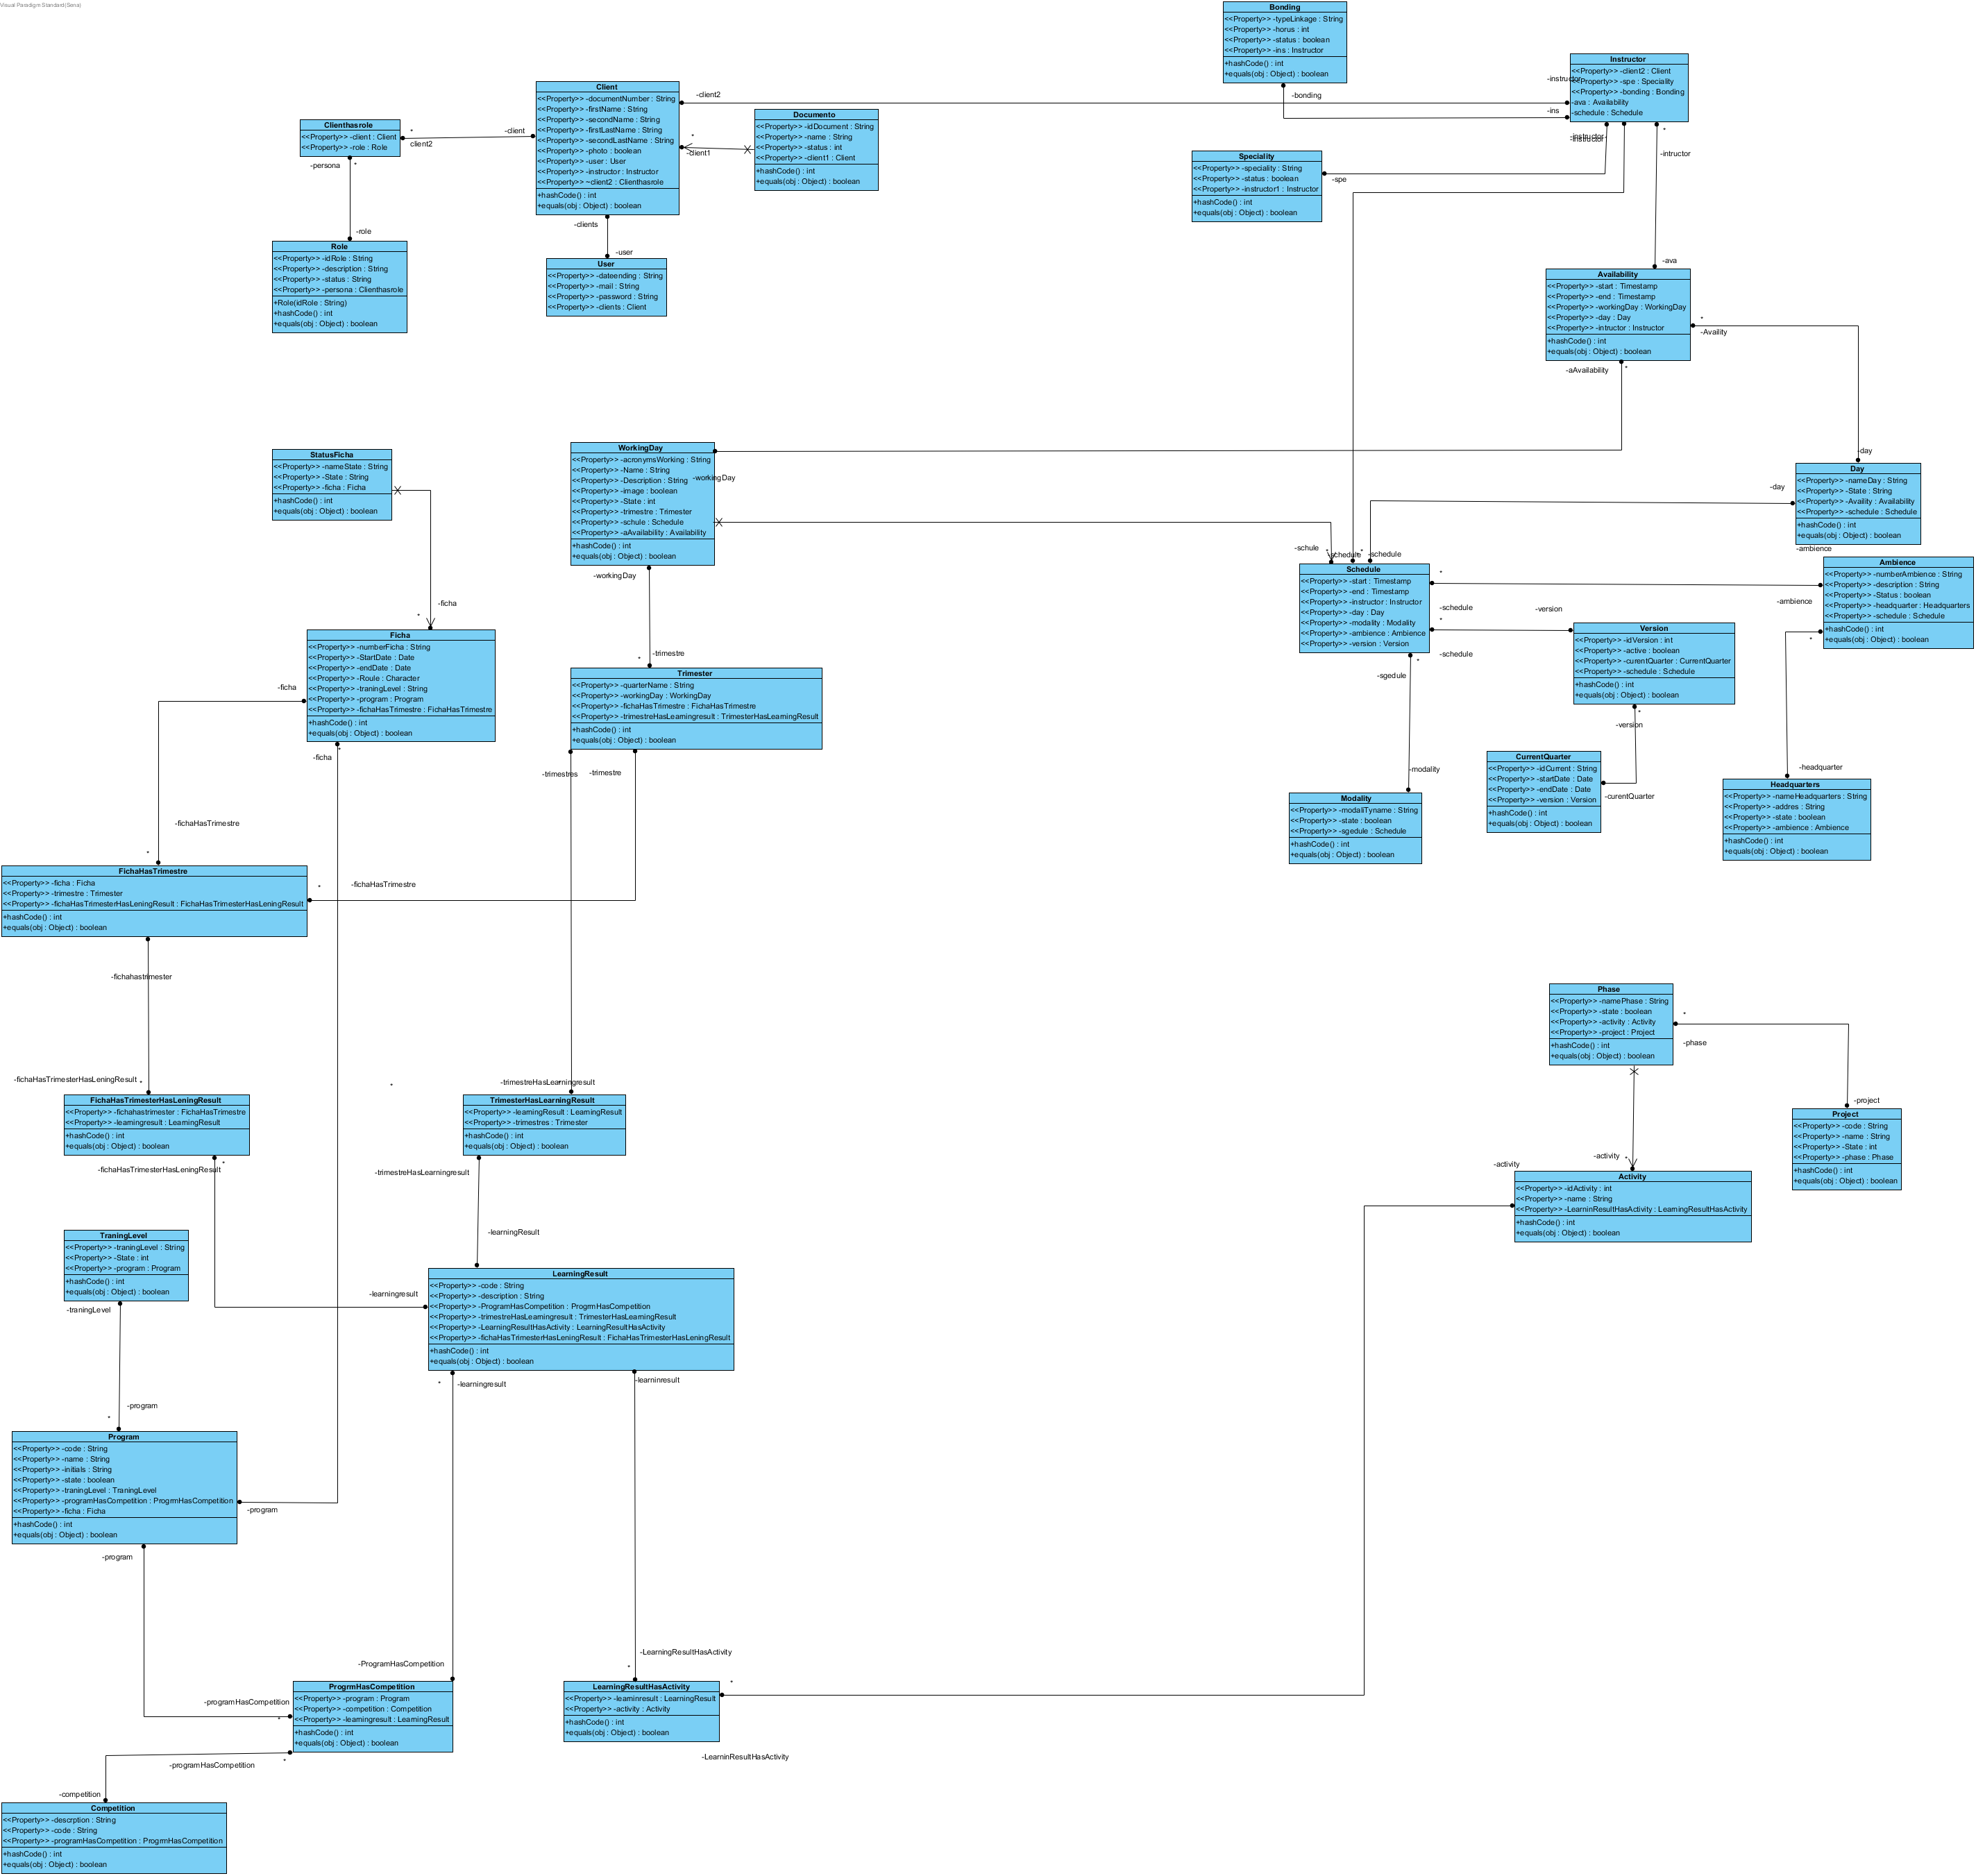 Visual Paradigm Standard(Sena)
Bonding
<<Property>> -typeLinkage : String
<<Property>> -horus : int
<<Property>> -status : boolean
<<Property>> -ins : Instructor
+hashCode() : int
+equals(obj : Object) : boolean
Instructor
<<Property>> -client2 : Client
<<Property>> -spe : Speciality
<<Property>> -bonding : Bonding
-ava : Availability
-schedule : Schedule
-instructor
-bonding
-ins
-instructor
-instructor
*
-intructor
Client
<<Property>> -documentNumber : String
<<Property>> -firstName : String
<<Property>> -secondName : String
<<Property>> -firstLastName : String
<<Property>> -secondLastName : String
<<Property>> -photo : boolean
<<Property>> -user : User
<<Property>> -instructor : Instructor
<<Property>> ~client2 : Clienthasrole
+hashCode() : int
+equals(obj : Object) : boolean
-client2
Documento
<<Property>> -idDocument : String
<<Property>> -name : String
<<Property>> -status : int
<<Property>> -client1 : Client
+hashCode() : int
+equals(obj : Object) : boolean
*
-client1
Clienthasrole
<<Property>> -client : Client
<<Property>> -role : Role
*
client2
-client
-persona
*
-role
Role
<<Property>> -idRole : String
<<Property>> -description : String
<<Property>> -status : String
<<Property>> -persona : Clienthasrole
+Role(idRole : String)
+hashCode() : int
+equals(obj : Object) : boolean
-clients
-user
User
<<Property>> -dateending : String
<<Property>> -mail : String
<<Property>> -password : String
<<Property>> -clients : Client
Speciality
<<Property>> -speciality : String
<<Property>> -status : boolean
<<Property>> -instructor1 : Instructor
+hashCode() : int
+equals(obj : Object) : boolean
-spe
-ava
Availability
<<Property>> -start : Timestamp
<<Property>> -end : Timestamp
<<Property>> -workingDay : WorkingDay
<<Property>> -day : Day
<<Property>> -intructor : Instructor
+hashCode() : int
+equals(obj : Object) : boolean
*
-Availity
-aAvailability
*
-day
StatusFicha
<<Property>> -nameState : String
<<Property>> -State : String
<<Property>> -ficha : Ficha
+hashCode() : int
+equals(obj : Object) : boolean
WorkingDay
<<Property>> -acronymsWorking : String
<<Property>> -Name : String
<<Property>> -Description : String
<<Property>> -image : boolean
<<Property>> -State : int
<<Property>> -trimestre : Trimester
<<Property>> -schule : Schedule
<<Property>> -aAvailability : Availability
+hashCode() : int
+equals(obj : Object) : boolean
-workingDay
-workingDay
Day
<<Property>> -nameDay : String
<<Property>> -State : String
<<Property>> -Availity : Availability
<<Property>> -schedule : Schedule
+hashCode() : int
+equals(obj : Object) : boolean
-day
-schule
*
-schedule
*
-schedule
-ambience
Schedule
<<Property>> -start : Timestamp
<<Property>> -end : Timestamp
<<Property>> -instructor : Instructor
<<Property>> -day : Day
<<Property>> -modality : Modality
<<Property>> -ambience : Ambience
<<Property>> -version : Version
*
-schedule
*
-schedule
-version
-ambience
*
-sgedule
Ambience
<<Property>> -numberAmbience : String
<<Property>> -description : String
<<Property>> -Status : boolean
<<Property>> -headquarter : Headquarters
<<Property>> -schedule : Schedule
+hashCode() : int
+equals(obj : Object) : boolean
*
Version
<<Property>> -idVersion : int
<<Property>> -active : boolean
<<Property>> -curentQuarter : CurrentQuarter
<<Property>> -schedule : Schedule
+hashCode() : int
+equals(obj : Object) : boolean
*
-version
-ficha
*
Ficha
<<Property>> -numberFicha : String
<<Property>> -StartDate : Date
<<Property>> -endDate : Date
<<Property>> -Roule : Character
<<Property>> -traningLevel : String
<<Property>> -program : Program
<<Property>> -fichaHasTrimestre : FichaHasTrimestre
+hashCode() : int
+equals(obj : Object) : boolean
-ficha
-ficha
*
-trimestre
*
Trimester
<<Property>> -quarterName : String
<<Property>> -workingDay : WorkingDay
<<Property>> -fichaHasTrimestre : FichaHasTrimestre
<<Property>> -trimestreHasLearningresult : TrimesterHasLearningResult
+hashCode() : int
+equals(obj : Object) : boolean
-trimestres
-trimestre
CurrentQuarter
<<Property>> -idCurrent : String
<<Property>> -startDate : Date
<<Property>> -endDate : Date
<<Property>> -version : Version
+hashCode() : int
+equals(obj : Object) : boolean
-curentQuarter
-modality
Modality
<<Property>> -modaliTyname : String
<<Property>> -state : boolean
<<Property>> -sgedule : Schedule
+hashCode() : int
+equals(obj : Object) : boolean
-headquarter
Headquarters
<<Property>> -nameHeadquarters : String
<<Property>> -addres : String
<<Property>> -state : boolean
<<Property>> -ambience : Ambience
+hashCode() : int
+equals(obj : Object) : boolean
-fichaHasTrimestre
*
FichaHasTrimestre
<<Property>> -ficha : Ficha
<<Property>> -trimestre : Trimester
<<Property>> -fichaHasTrimesterHasLeningResult : FichaHasTrimesterHasLeningResult
+hashCode() : int
+equals(obj : Object) : boolean
*
-fichaHasTrimestre
-fichahastrimester
-fichaHasTrimesterHasLeningResult
*
*
-trimestreHasLearningresult
*
FichaHasTrimesterHasLeningResult
<<Property>> -fichahastrimester : FichaHasTrimestre
<<Property>> -learningresult : LearningResult
+hashCode() : int
+equals(obj : Object) : boolean
-fichaHasTrimesterHasLeningResult
*
TrimesterHasLearningResult
<<Property>> -learningResult : LearningResult
<<Property>> -trimestres : Trimester
+hashCode() : int
+equals(obj : Object) : boolean
-trimestreHasLearningresult
-learningResult
Phase
<<Property>> -namePhase : String
<<Property>> -state : boolean
<<Property>> -activity : Activity
<<Property>> -project : Project
+hashCode() : int
+equals(obj : Object) : boolean
*
-phase
-project
Project
<<Property>> -code : String
<<Property>> -name : String
<<Property>> -State : int
<<Property>> -phase : Phase
+hashCode() : int
+equals(obj : Object) : boolean
-activity
*
-activity
Activity
<<Property>> -idActivity : int
<<Property>> -name : String
<<Property>> -LearninResultHasActivity : LearningResultHasActivity
+hashCode() : int
+equals(obj : Object) : boolean
TraningLevel
<<Property>> -traningLevel : String
<<Property>> -State : int
<<Property>> -program : Program
+hashCode() : int
+equals(obj : Object) : boolean
-traningLevel
-learningresult
LearningResult
<<Property>> -code : String
<<Property>> -description : String
<<Property>> -ProgramHasCompetition : ProgrmHasCompetition
<<Property>> -trimestreHasLearningresult : TrimesterHasLearningResult
<<Property>> -LearningResultHasActivity : LearningResultHasActivity
<<Property>> -fichaHasTrimesterHasLeningResult : FichaHasTrimesterHasLeningResult
+hashCode() : int
+equals(obj : Object) : boolean
*
-learningresult
-learninresult
-program
*
Program
<<Property>> -code : String
<<Property>> -name : String
<<Property>> -initials : String
<<Property>> -state : boolean
<<Property>> -traningLevel : TraningLevel
<<Property>> -programHasCompetition : ProgrmHasCompetition
<<Property>> -ficha : Ficha
+hashCode() : int
+equals(obj : Object) : boolean
-program
-program
-ProgramHasCompetition
-LearningResultHasActivity
*
*
ProgrmHasCompetition
<<Property>> -program : Program
<<Property>> -competition : Competition
<<Property>> -learningresult : LearningResult
+hashCode() : int
+equals(obj : Object) : boolean
-programHasCompetition
*
*
-programHasCompetition
LearningResultHasActivity
<<Property>> -learninresult : LearningResult
<<Property>> -activity : Activity
+hashCode() : int
+equals(obj : Object) : boolean
-LearninResultHasActivity
-competition
Competition
<<Property>> -descrption : String
<<Property>> -code : String
<<Property>> -programHasCompetition : ProgrmHasCompetition
+hashCode() : int
+equals(obj : Object) : boolean